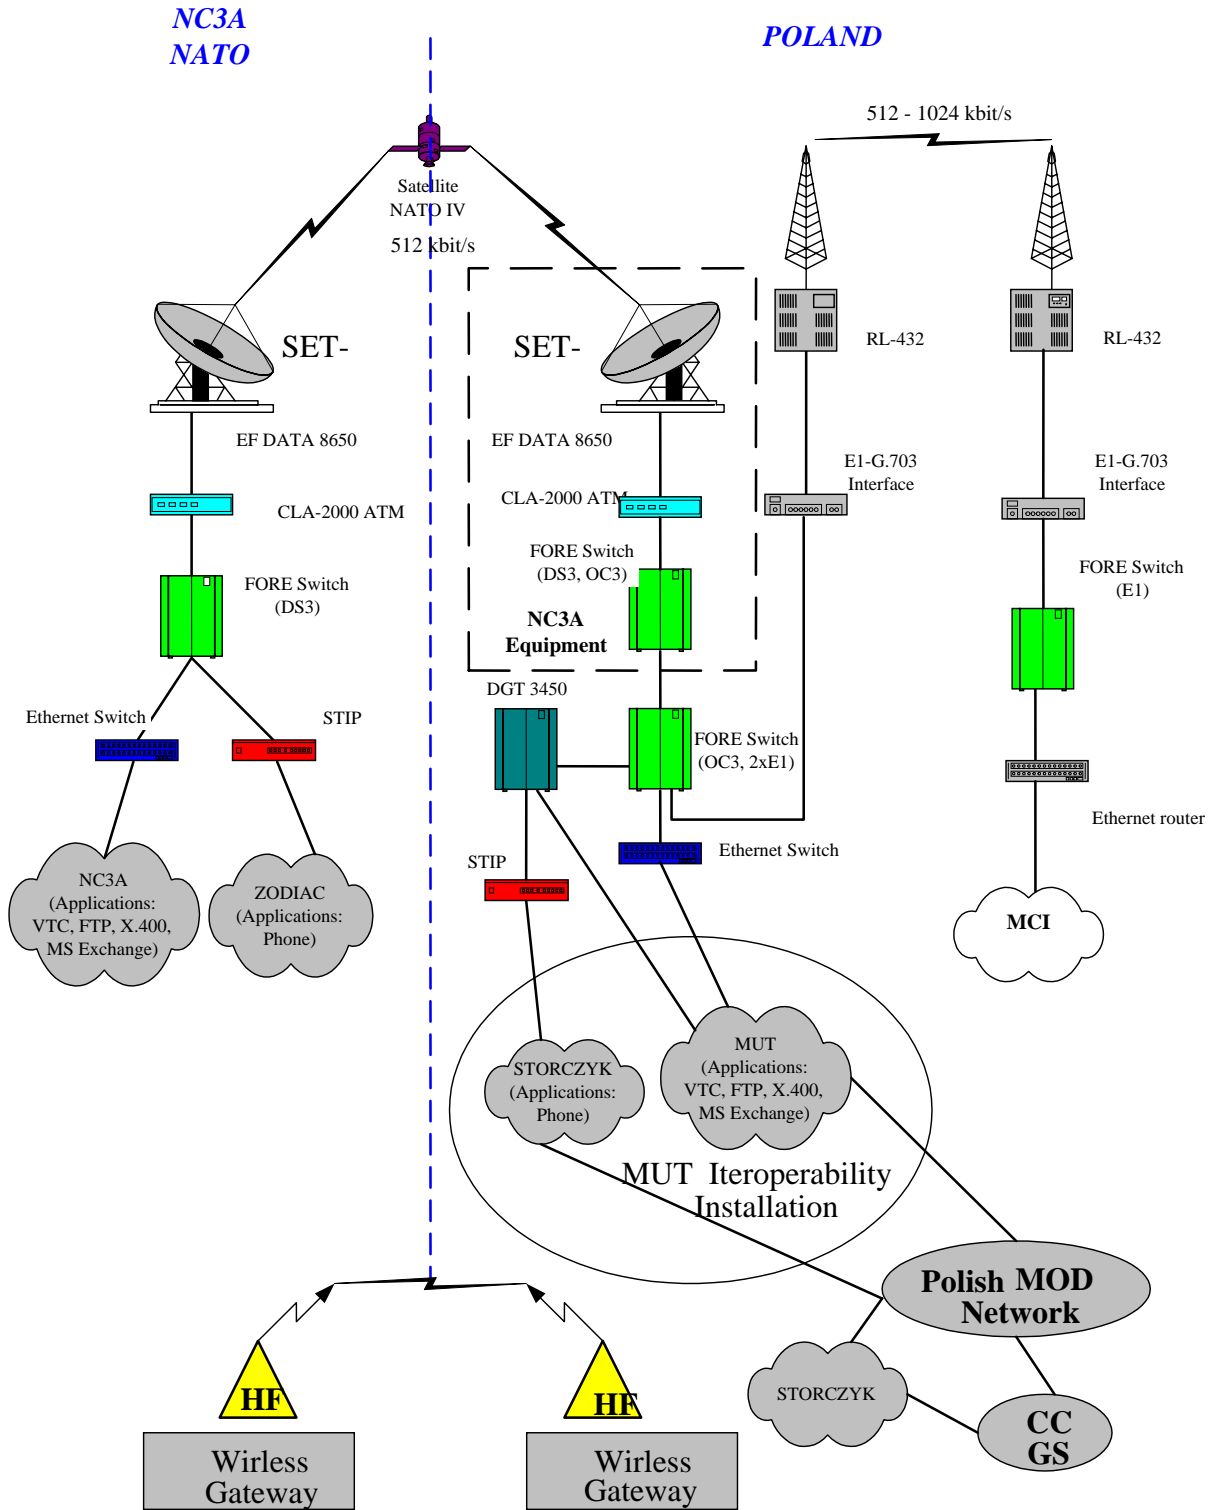 NC3A
NATO
POLAND
512 - 1024 kbit/s
Satellite
NATO IV
512 kbit/s
SET-
SET-
RL-432
RL-432
EF DATA 8650
EF DATA 8650
E1-G.703
Interface
E1-G.703
Interface
CLA-2000 ATM
CLA-2000 ATM
FORE Switch
(DS3)
FORE Switch
(DS3, OC3)
FORE Switch
(E1)
NC3A
Equipment
DGT 3450
Ethernet Switch
STIP
FORE Switch
(OC3, 2xE1)
Ethernet router
Ethernet Switch
STIP
NC3A
(Applications:
VTC, FTP, X.400,
MS Exchange)
ZODIAC
(Applications:
Phone)
MCI
STORCZYK
(Applications:
Phone)
MUT
(Applications:
VTC, FTP, X.400,
MS Exchange)
MUT Iteroperability
Installation
Polish MOD
Network
STORCZYK
CC
GS
HF
HF
Wirless
Gateway
Wirless
Gateway